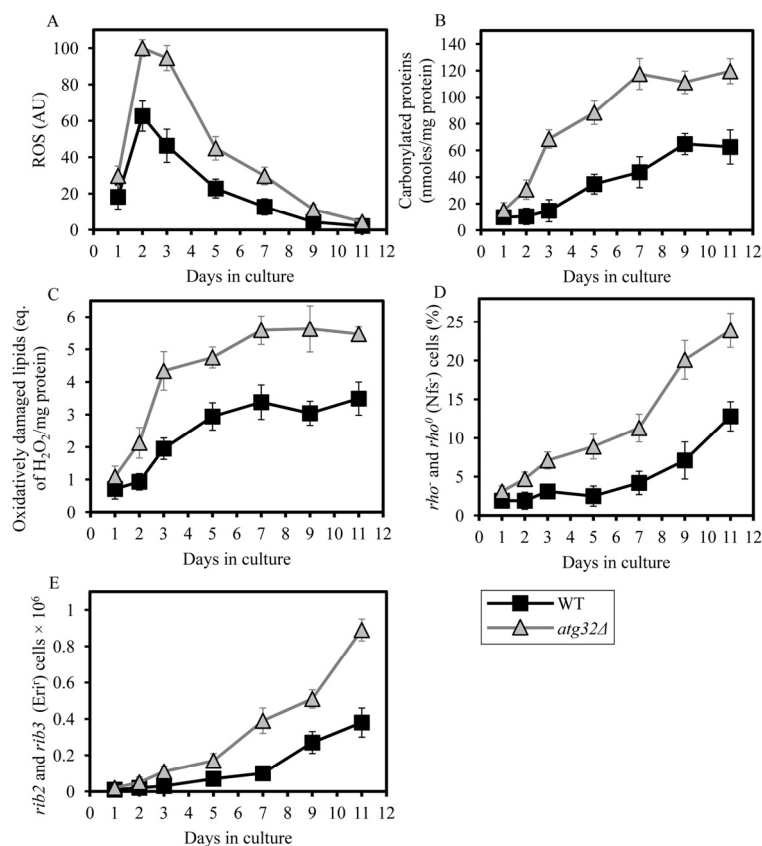 A
ROS (AU)
100
80
60
40
20
0
0 1 2 3 4 5 6 7 8 9 10 11 12
Days in culture
B
Carbonylated proteins
(nmoles/mg protein)
140
120
100
80
60
40
20
0
0 1 2 3 4 5 6 7 8 9 10 11 12
Days in culture
C
Oxidatively damaged lipids (eq.
of H₂O₂/mg protein)
6
5
4
3
2
1
0
0 1 2 3 4 5 6 7 8 9 10 11 12
Days in culture
D
rho⁻ and rho⁰ (Nfs⁻) cells (%)
25
20
15
10
5
0
0 1 2 3 4 5 6 7 8 9 10 11 12
Days in culture
E
rib2 and rib3 (Eriʳ) cells × 10⁶
1
0.8
0.6
0.4
0.2
0
0 1 2 3 4 5 6 7 8 9 10 11 12
Days in culture
WT
atg32Δ